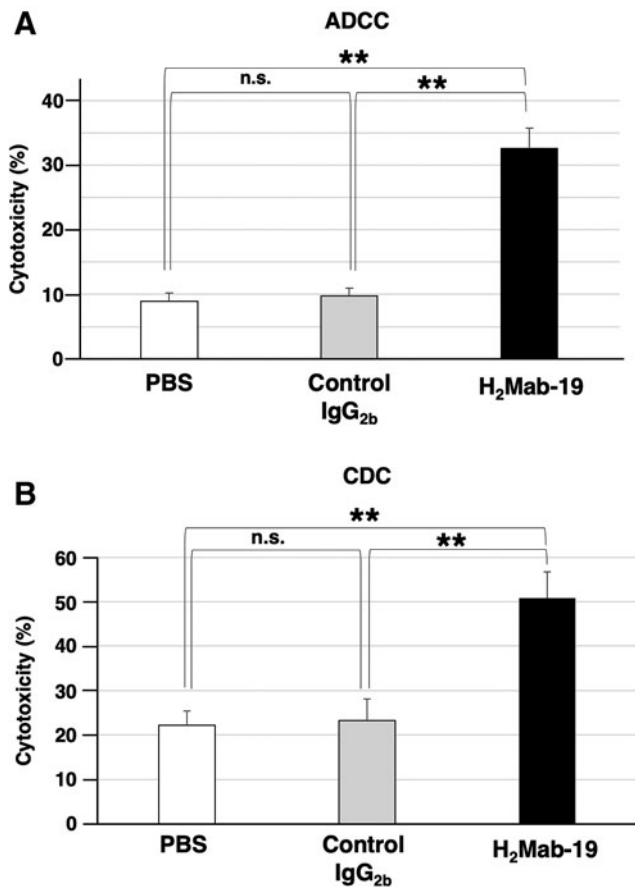 A
ADCC
**
n.s.
**
Cytotoxicity (%)
40
30
20
10
0
PBS
Control
IgG₂b
H₂Mab-19
B
CDC
**
n.s.
**
Cytotoxicity (%)
60
50
40
30
20
10
0
PBS
Control
IgG₂b
H₂Mab-19